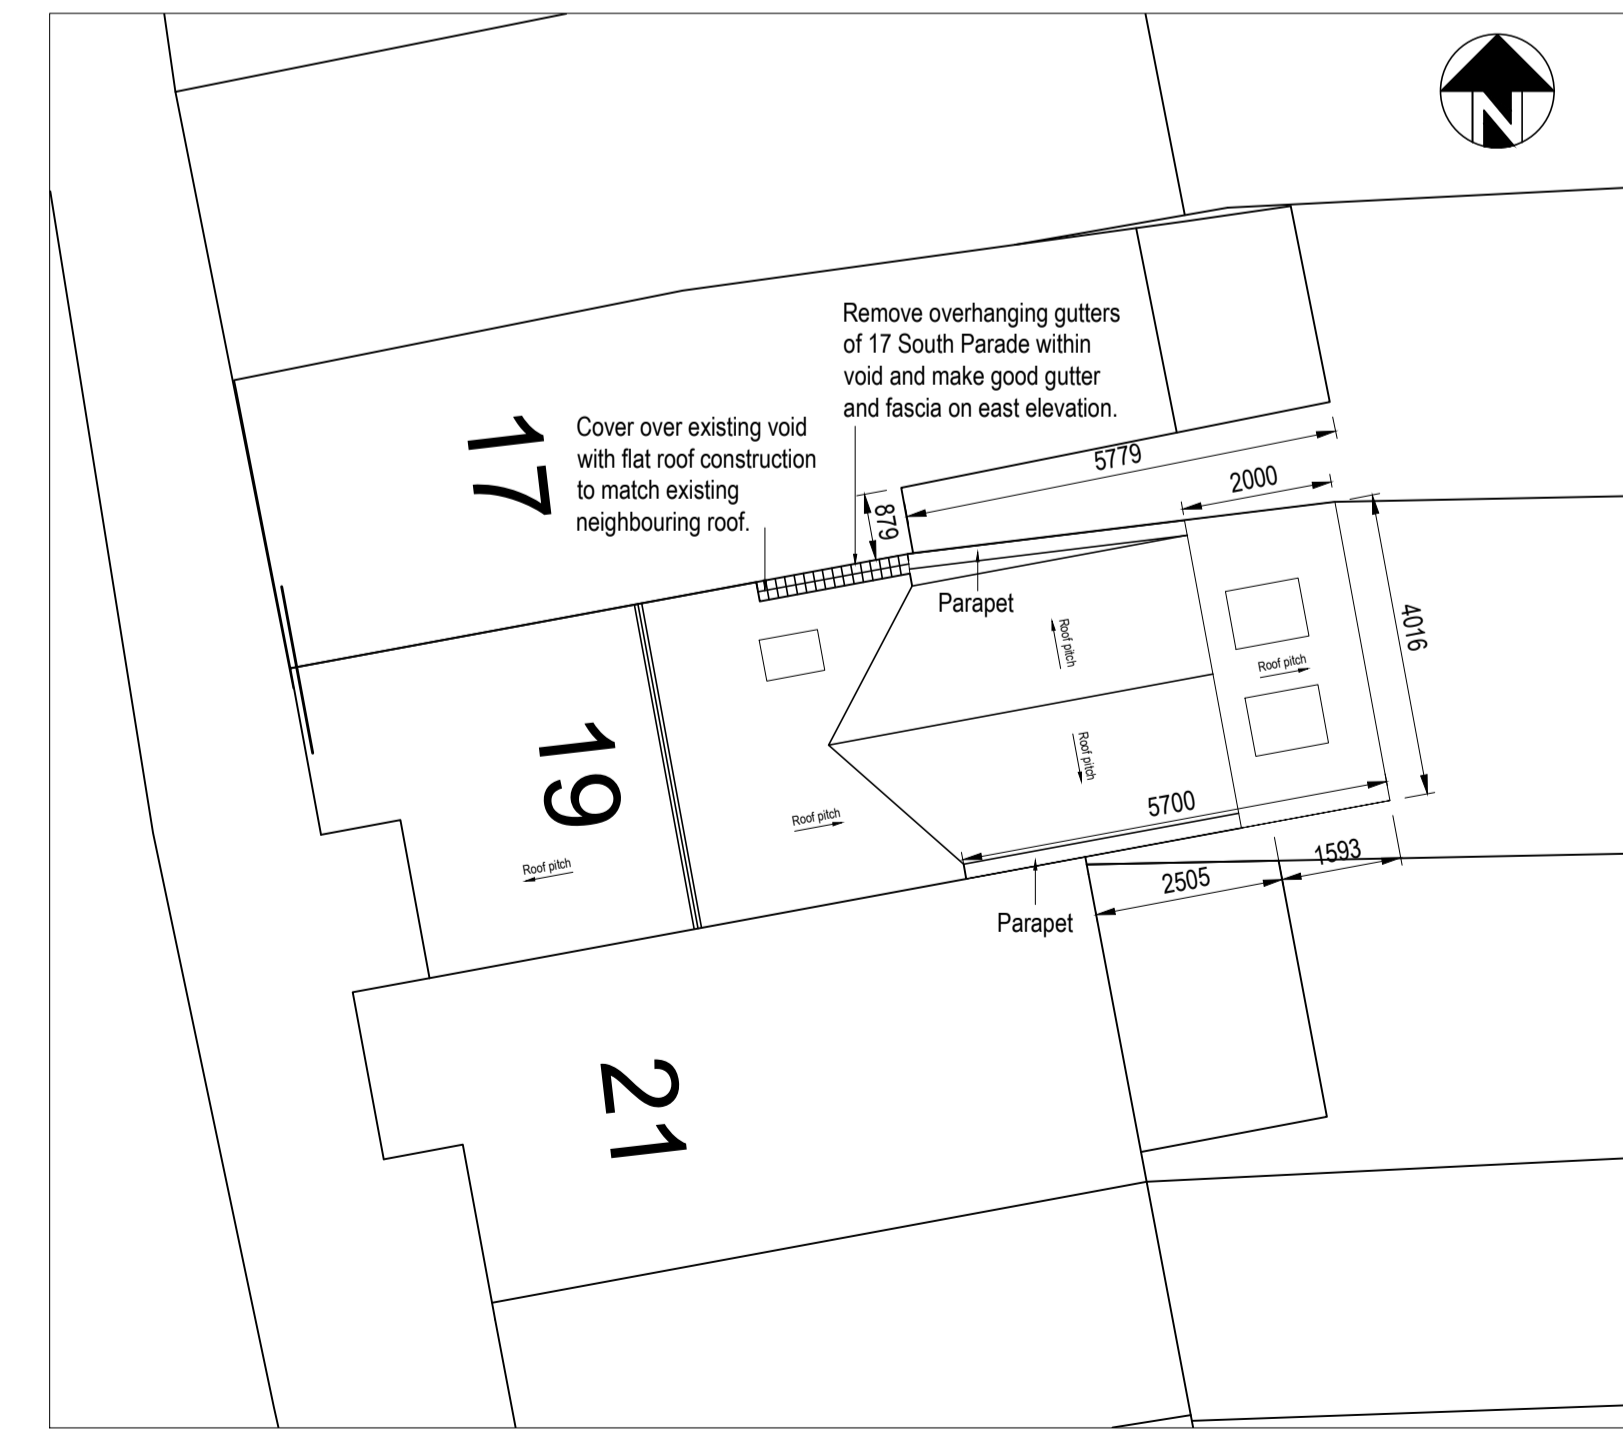 N
Remove overhanging gutters
of 17 South Parade within
void and make good gutter
and fascia on east elevation.
17
Cover over existing void
with flat roof construction
to match existing
neighbouring roof.
5779
2000
879
Parapet
4016
Roof pitch
Roof pitch
19
Roof pitch
5700
Roof pitch
Roof pitch
1593
2505
Parapet
21